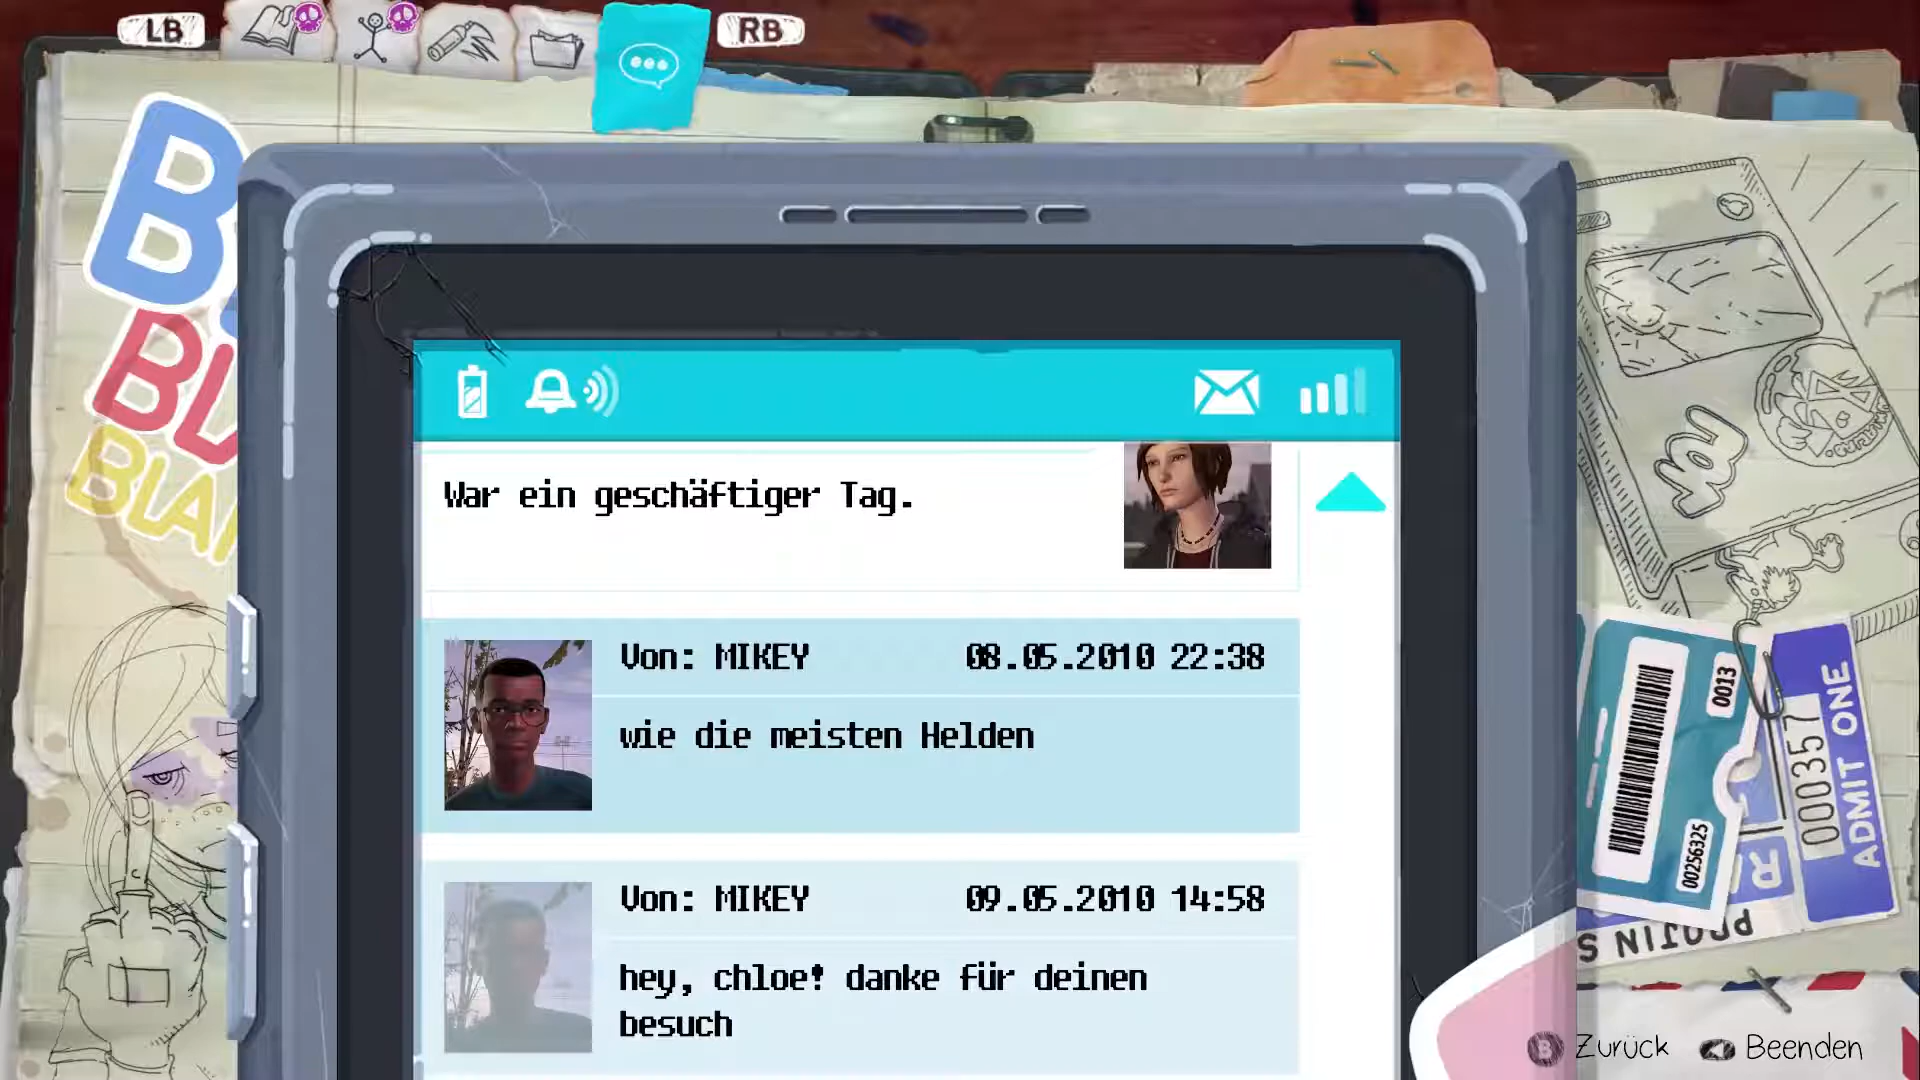 LB
RB
War ein geschäftiger Tag.
Von: MIKEY 08.05.2010 22:38
wie die meisten Helden
Von: MIKEY 09.05.2010 14:58
hey, chloe! danke für deinen
besuch
0013
00256325
000357
ADMIT ONE
B Zurück
Beenden